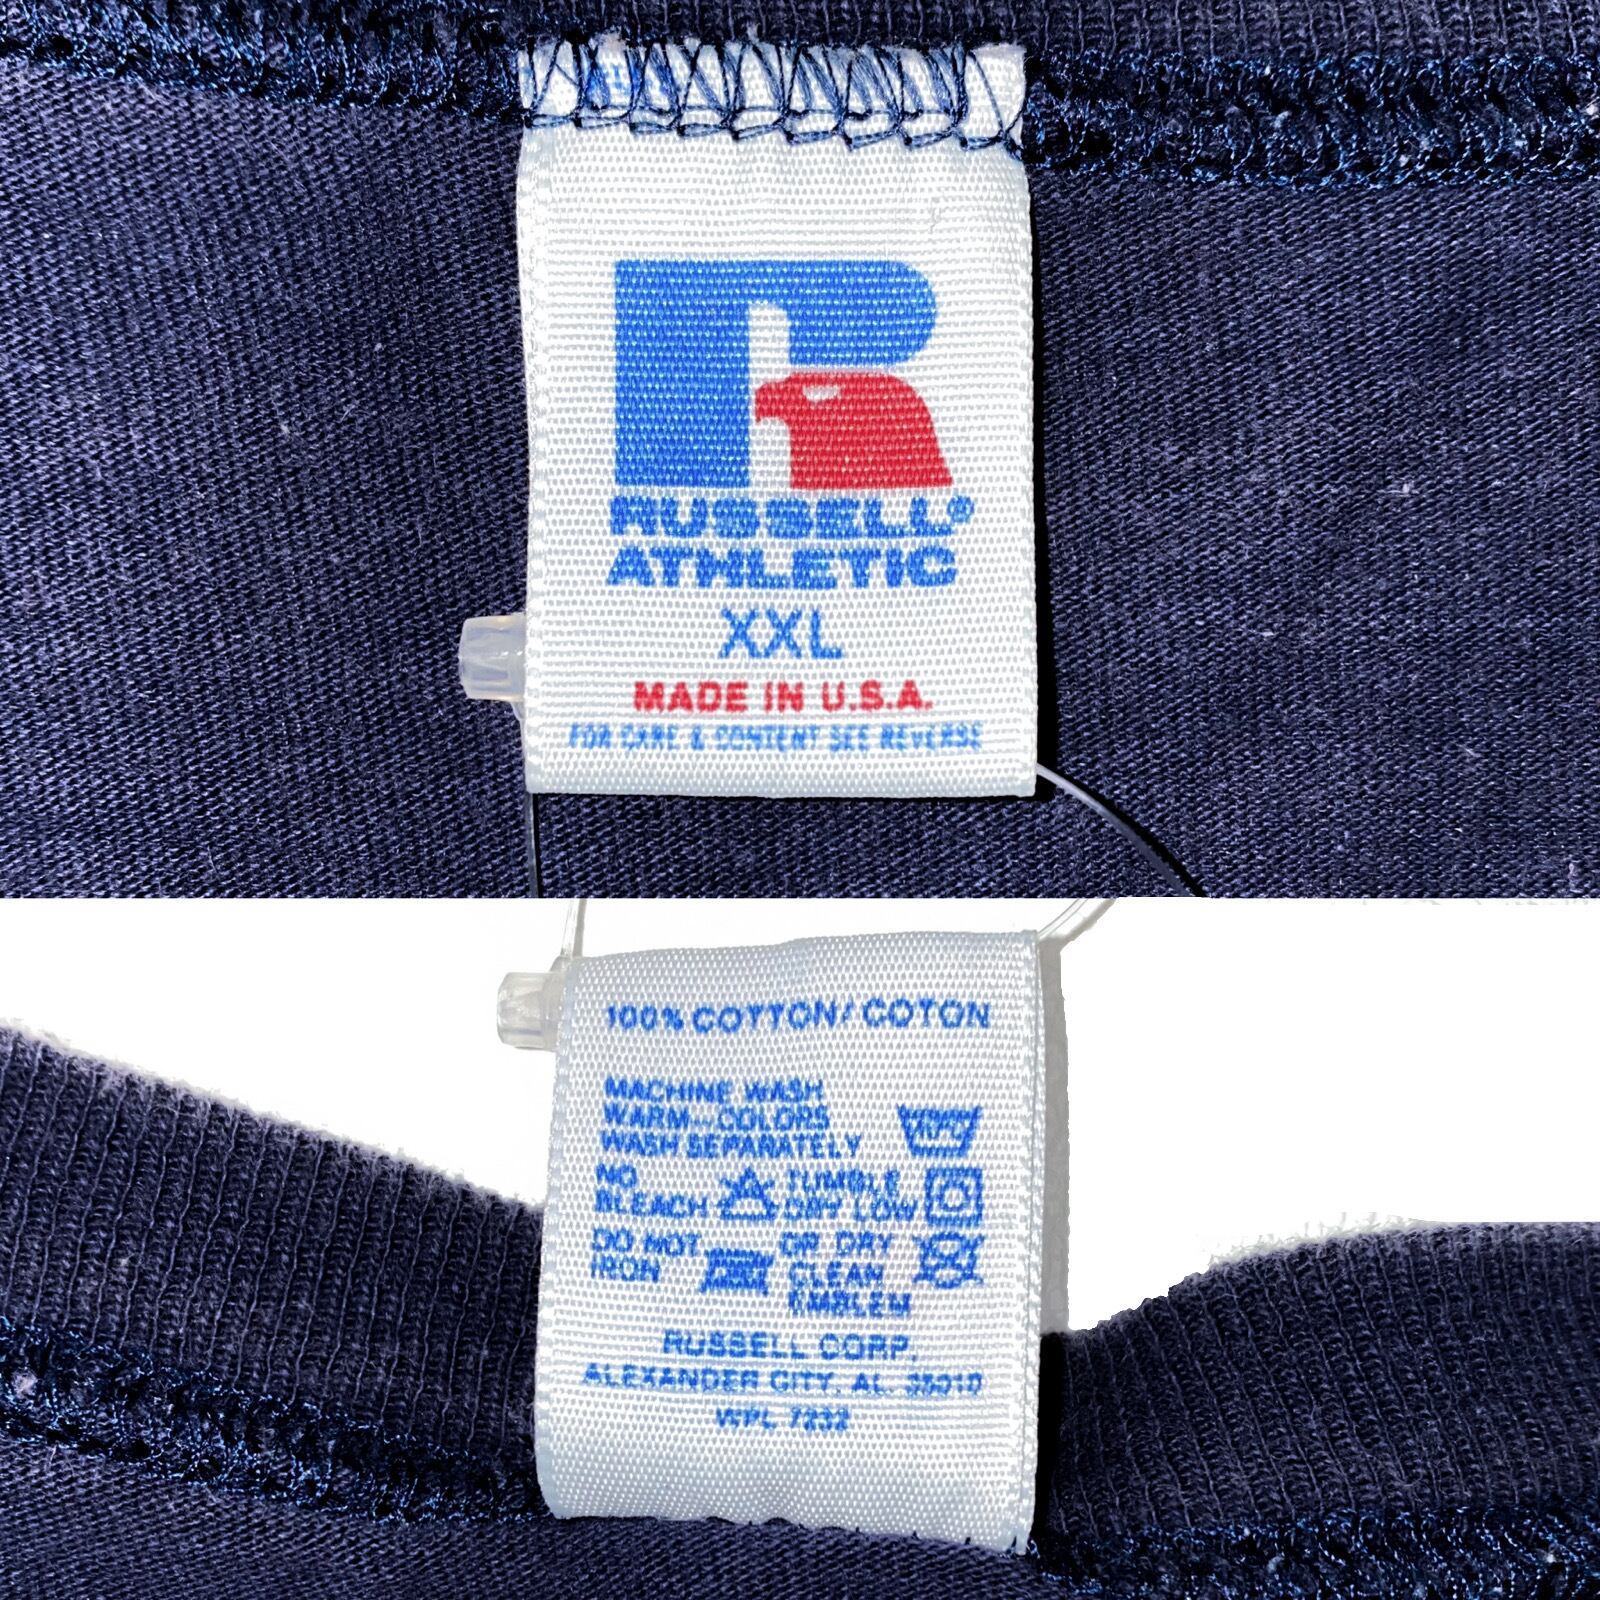 RUSSELL®
ATHLETIC
XXL
MADE IN U.S.A.
FOR CARE & CONTENT SEE REVERSE
100% COTTON/COTON
MACHINE WASH
WARM—COLORS
WASH SEPARATELY
NO
BLEACH
TUMBLE
DRY LOW
DO NOT
IRON
OR DRY
CLEAN
EMBLEM
RUSSELL CORP.
ALEXANDER CITY, AL. 35010
WPL 7232